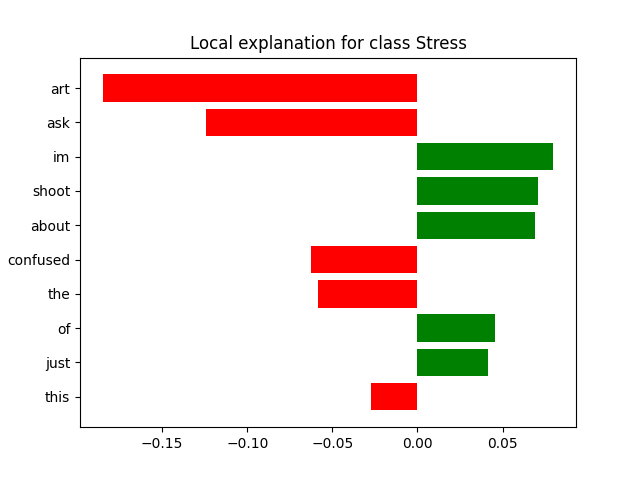 Local explanation for class Stress
art
ask
im
shoot
about
confused
the
of
just
this
−0.15 −0.10 −0.05 0.00 0.05